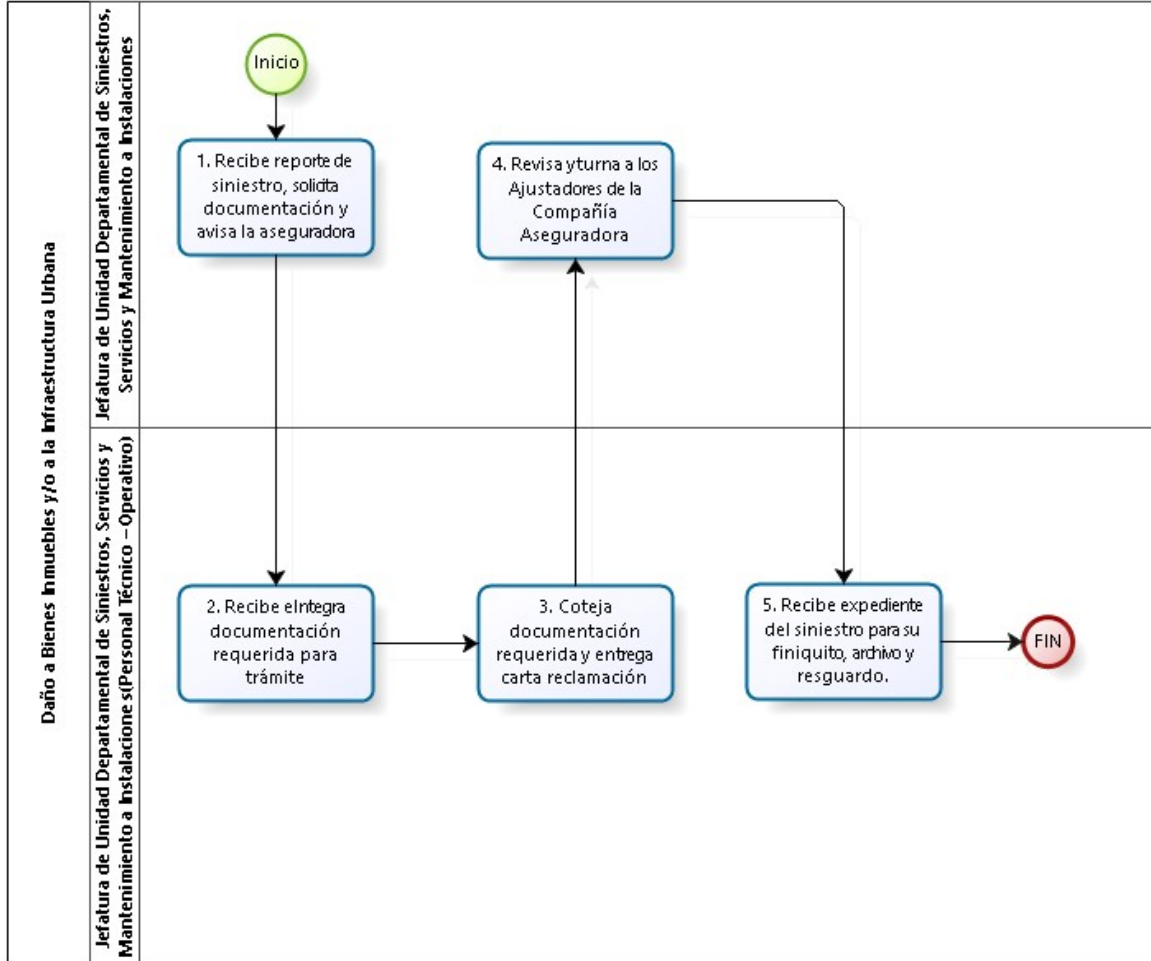 Daño a Bienes Inmuebles y/o a la Infraestructura Urbana
Jefatura de Unidad Departamental de Siniestros,
Servicios y Mantenimiento a Instalaciones
Inicio
1. Recibe reporte de
siniestro, solicita
documentación y
avisa la aseguradora
4. Revisa yturna a los
Ajustadores de la
Compañía
Aseguradora
Jefatura de Unidad Departamental de Siniestros, Servicios y
Mantenimiento a Instalacione s(Personal Técnico – Operativo)
2. Recibe eIntegra
documentación
requerida para
trámite
3. Coteja
documentación
requerida y entrega
carta reclamación
5. Recibe expediente
del siniestro para su
finiquito, archivo y
resguardo.
FIN